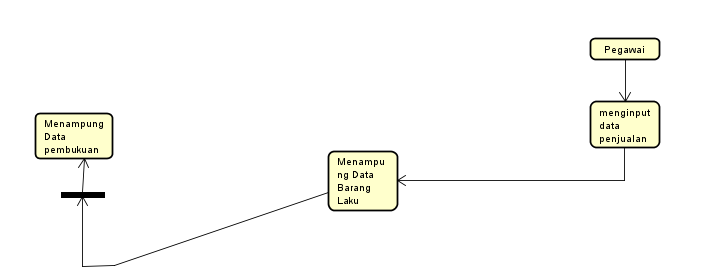 Pegawai
menginput
data
penjualan
Menampu
ng Data
Barang
Laku
Menampung
Data
pembukuan